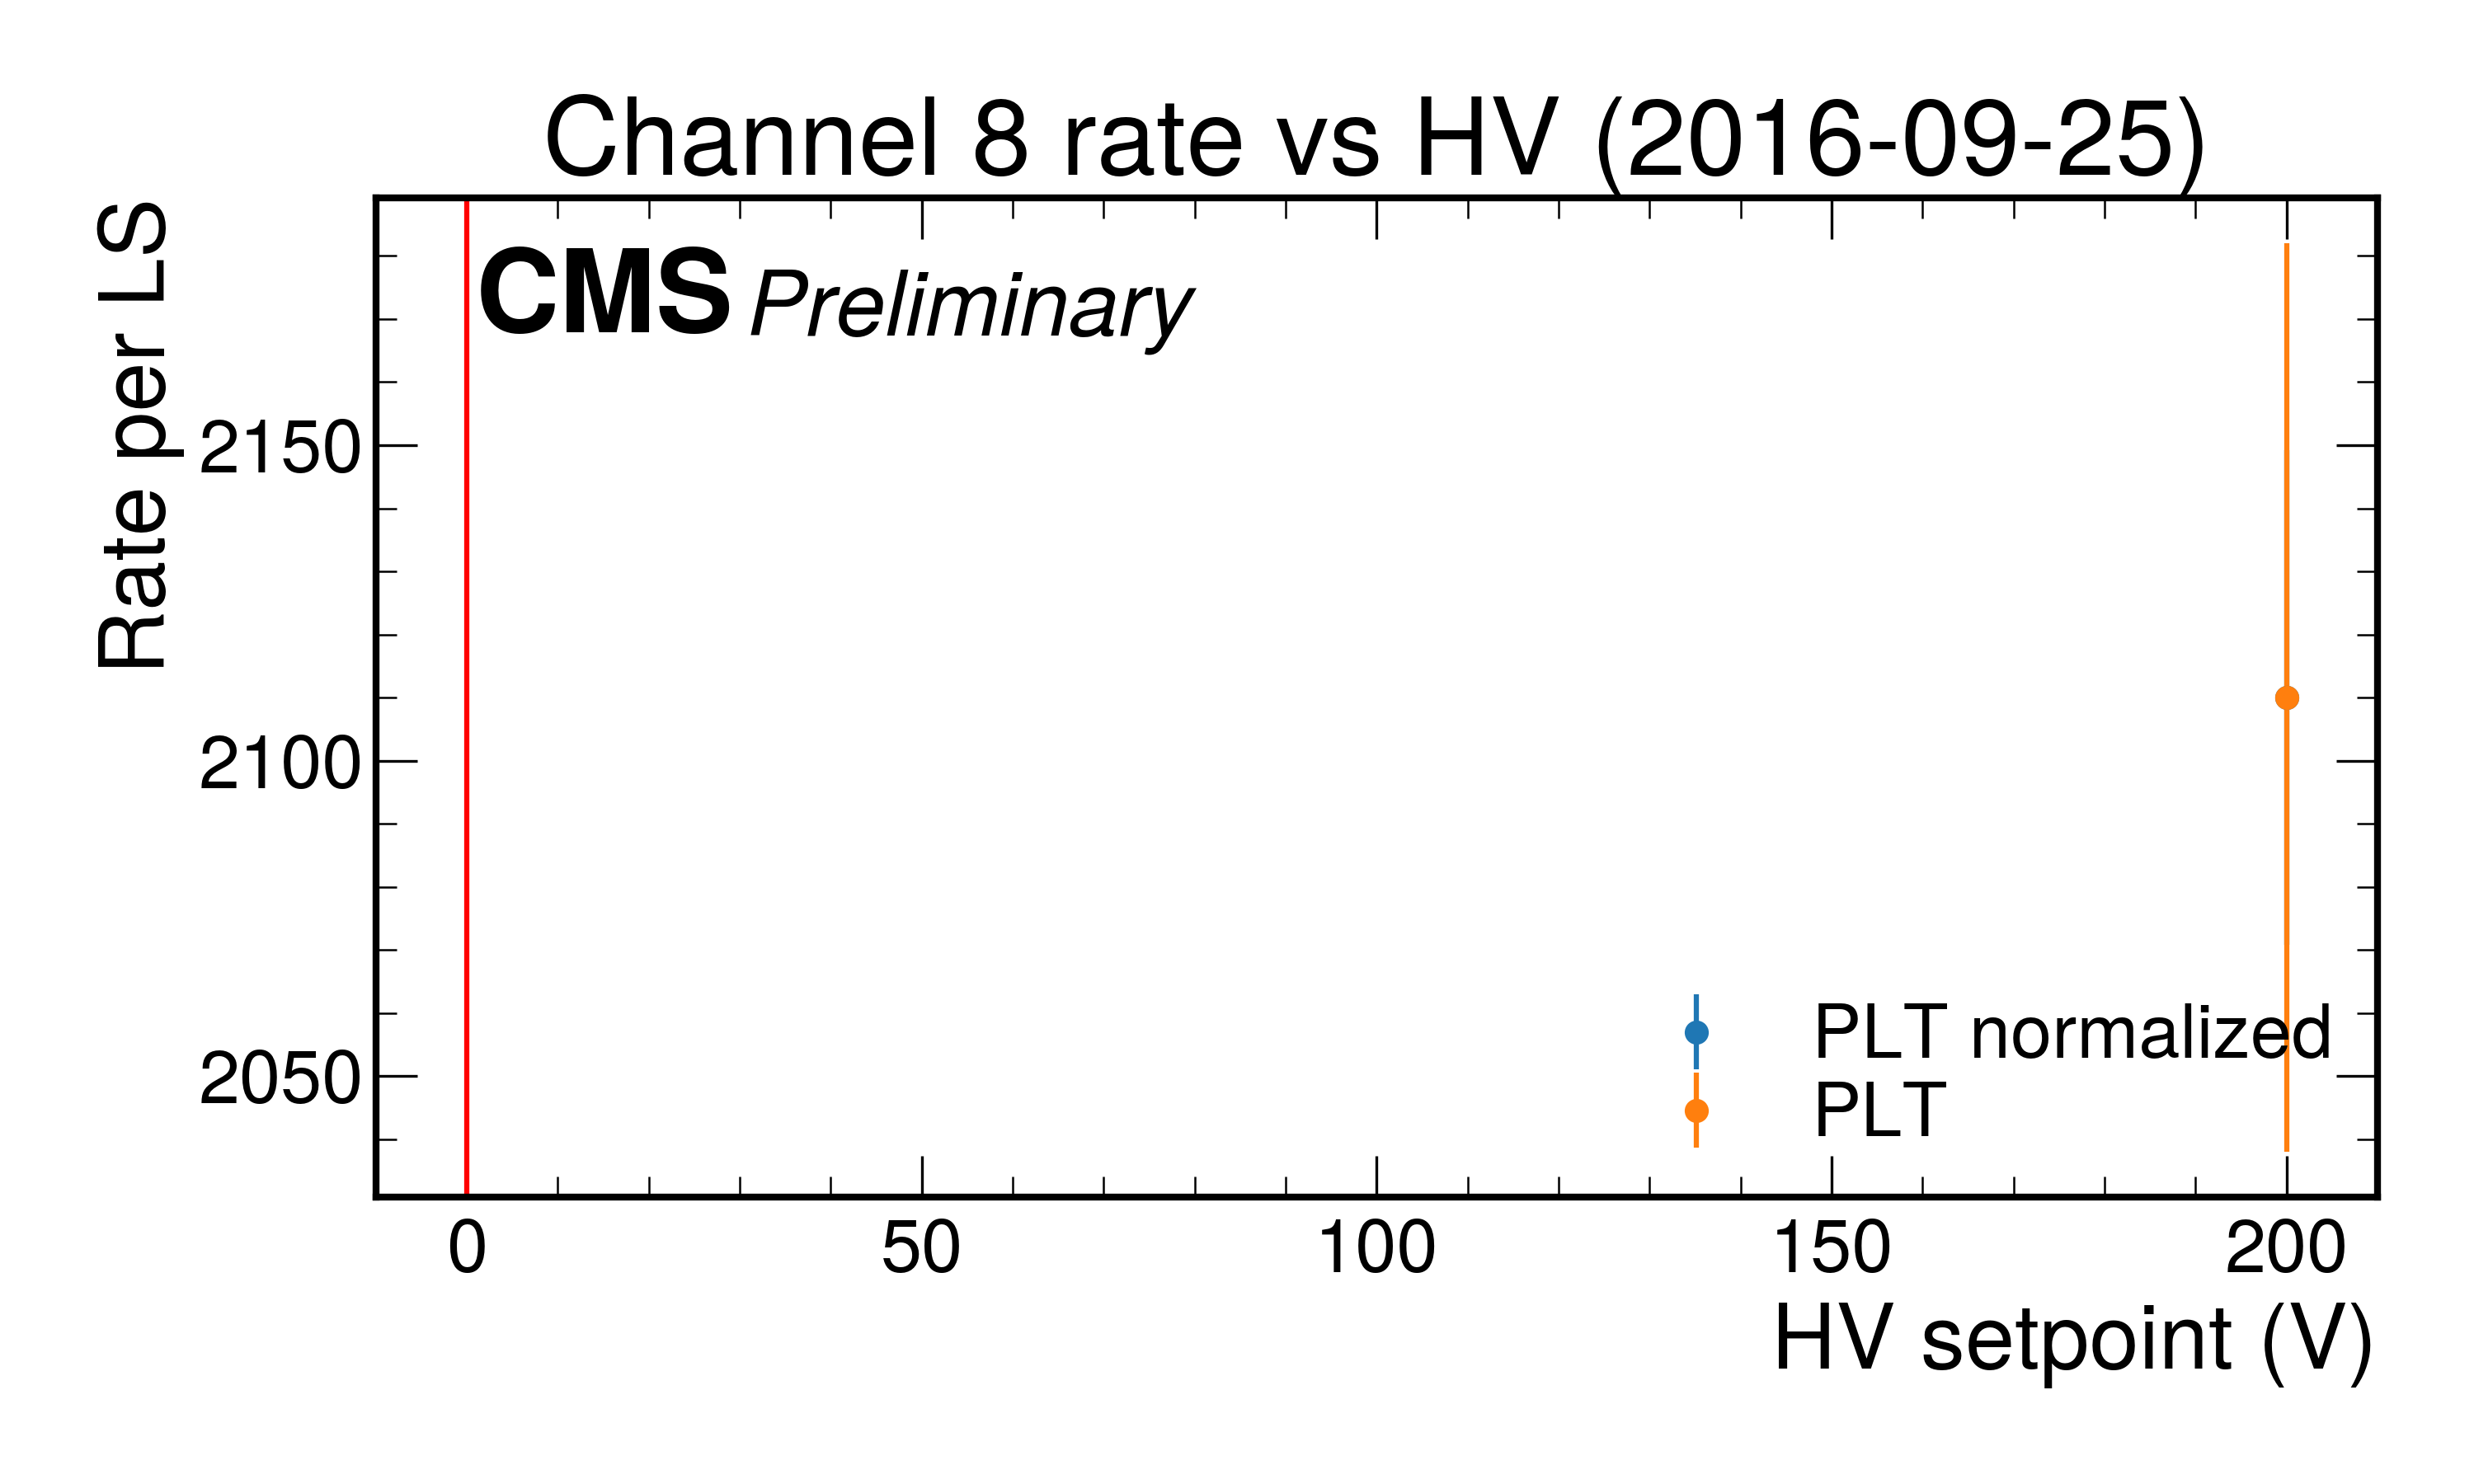 Channel 8 rate vs HV (2016-09-25)
CMS Preliminary
Rate per LS
2150
2100
2050
PLT normalized
PLT
0 50 100 150 200
HV setpoint (V)